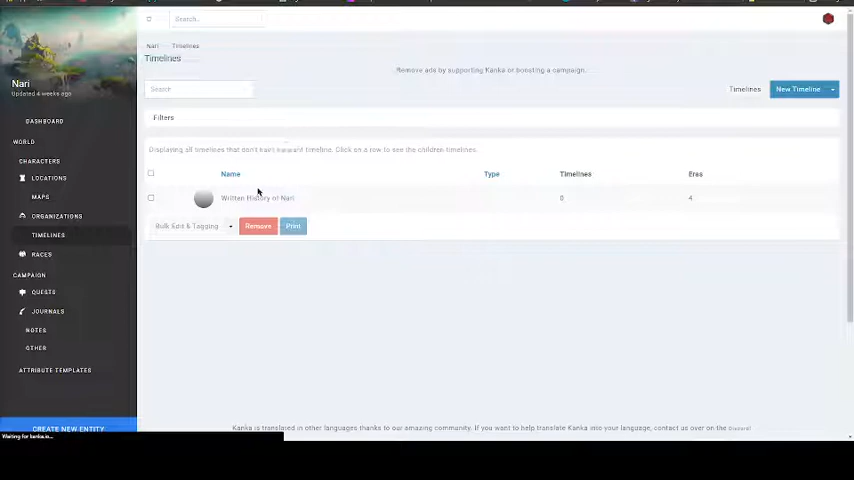 Search..
Nari
Updated 4 weeks ago
DASHBOARD
WORLD
CHARACTERS
LOCATIONS
MAPS
ORGANIZATIONS
TIMELINES
RACES
CAMPAIGN
QUESTS
JOURNALS
NOTES
OTHER
ATTRIBUTE TEMPLATES
CREATE NEW ENTITY
Waiting for kanka.io...
Nari Timelines
Timelines
Remove ads by supporting Kanka or boosting a campaign.
Search
Timelines New Timeline
Filters
Displaying all timelines that don't have parent timeline. Click on a row to see the children timelines.
Name Type Timelines Eras
Written History of Nari 0 4
Bulk Edit & Tagging Remove Print
Kanka is translated in other languages thanks to our amazing community. If you want to help translate Kanka into your language, contact us over on the Discord!